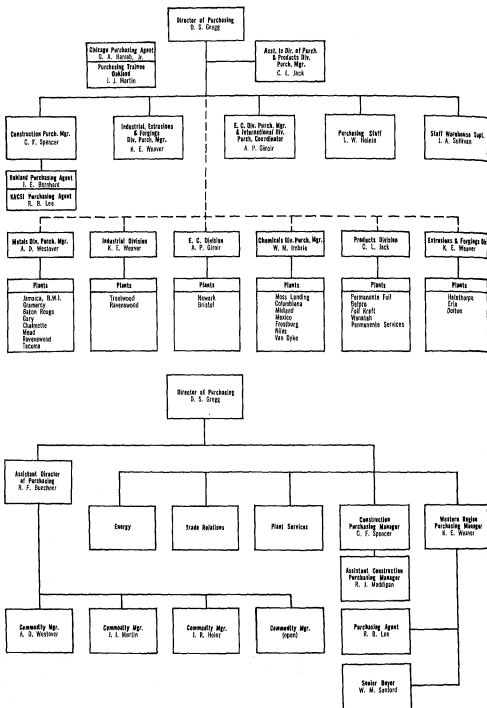 Director of Purchasing
D. S. Gregg
Chicago Purchasing Agent
G. A. Harrah, Jr.
Purchasing Trainee
Oakland
J. J. Martin
Asst. to Dir. of Purch.
& Products Div.
Purch. Mgr.
C. L. Jack
Construction Purch. Mgr.
C. F. Spencer
Industrial, Extrusions
& Forgings
Div. Purch. Mgr.
K. E. Weaver
E. C. Div. Purch. Mgr.
& International Div.
Purch. Coordinator
A. P. Giroir
Purchasing Staff
L. W. Heinie
Staff Warehouse Supt.
J. A. Sullivan
Oakland Purchasing Agent
J. E. Bernhard
KACSI Purchasing Agent
R. B. Lee
Metals Div. Purch. Mgr.
A. D. Westover
Industrial Division
K. E. Weaver
E. C. Division
A. P. Giroir
Chemicals Div. Purch. Mgr.
W. M. Imbrie
Products Division
C. L. Jack
Extrusions & Forgings Div
K. E. Weaver
Plants
Jamaica, B.W.I.
Gramercy
Baton Rouge
Gary
Chalmette
Mead
Ravenswood
Tacoma
Plants
Trentwood
Ravenswood
Plants
Newark
Bristol
Plants
Moss Landing
Columbiana
Midland
Mexico
Frostburg
Niles
Van Dyke
Plants
Permanente Foil
Belpre
Foil Kraft
Wanatah
Permanente Services
Plants
Halethorpe
Erie
Dolton
Director of Purchasing
D. S. Gregg
Assistant Director
of Purchasing
R. F. Buechner
Energy
Trade Relations
Plant Services
Construction
Purchasing Manager
C. F. Spencer
Western Region
Purchasing Manager
K. E. Weaver
Assistant Construction
Purchasing Manager
R. J. Maddigan
Commodity Mgr.
A. D. Westover
Commodity Mgr.
J. J. Martin
Commodity Mgr.
J. R. Heinz
Commodity Mgr.
(open)
Purchasing Agent
R. B. Lee
Senior Buyer
W. M. Sanford